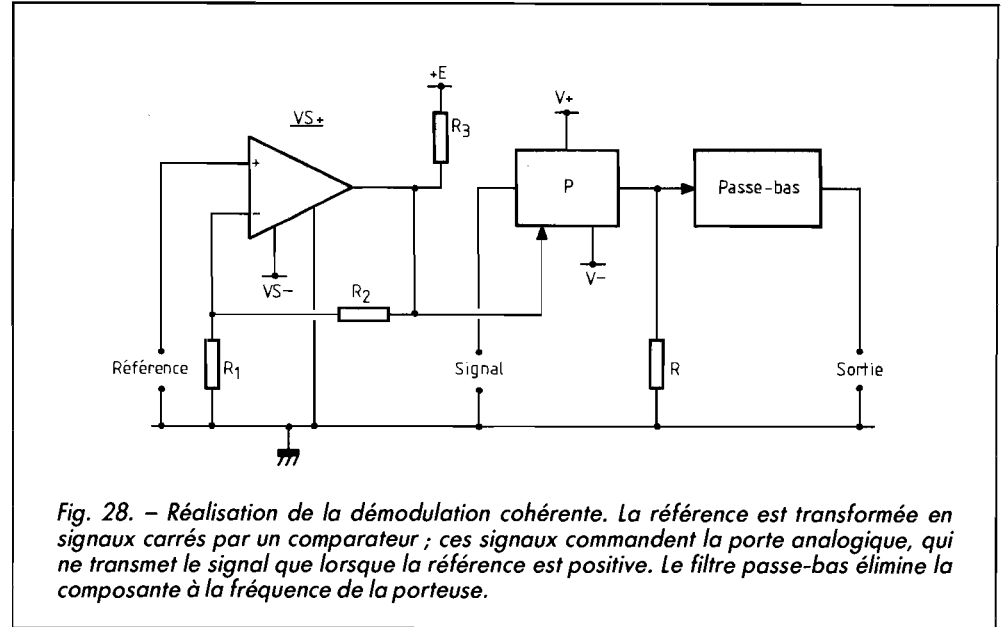 +E
VS+
R3
V+
+
-
P
Passe-bas
VS-
V-
R2
Référence
R1
Signal
R
Sortie
Fig. 28. – Réalisation de la démodulation cohérente. La référence est transformée en
signaux carrés par un comparateur ; ces signaux commandent la porte analogique, qui
ne transmet le signal que lorsque la référence est positive. Le filtre passe-bas élimine la
composante à la fréquence de la porteuse.